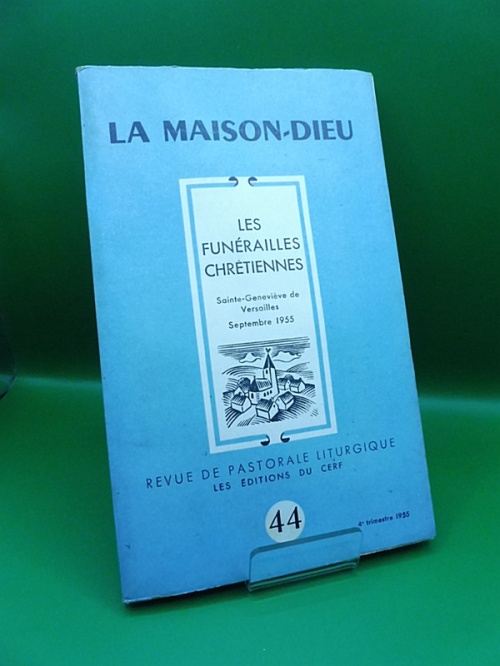 LA MAISON-DIEU
LES
FUNÉRAILLES
CHRÉTIENNES
Sainte-Geneviève de
Versailles
Septembre 1955
REVUE DE PASTORALE LITURGIQUE
LES ÉDITIONS DU CERF
44
4e trimestre 1955